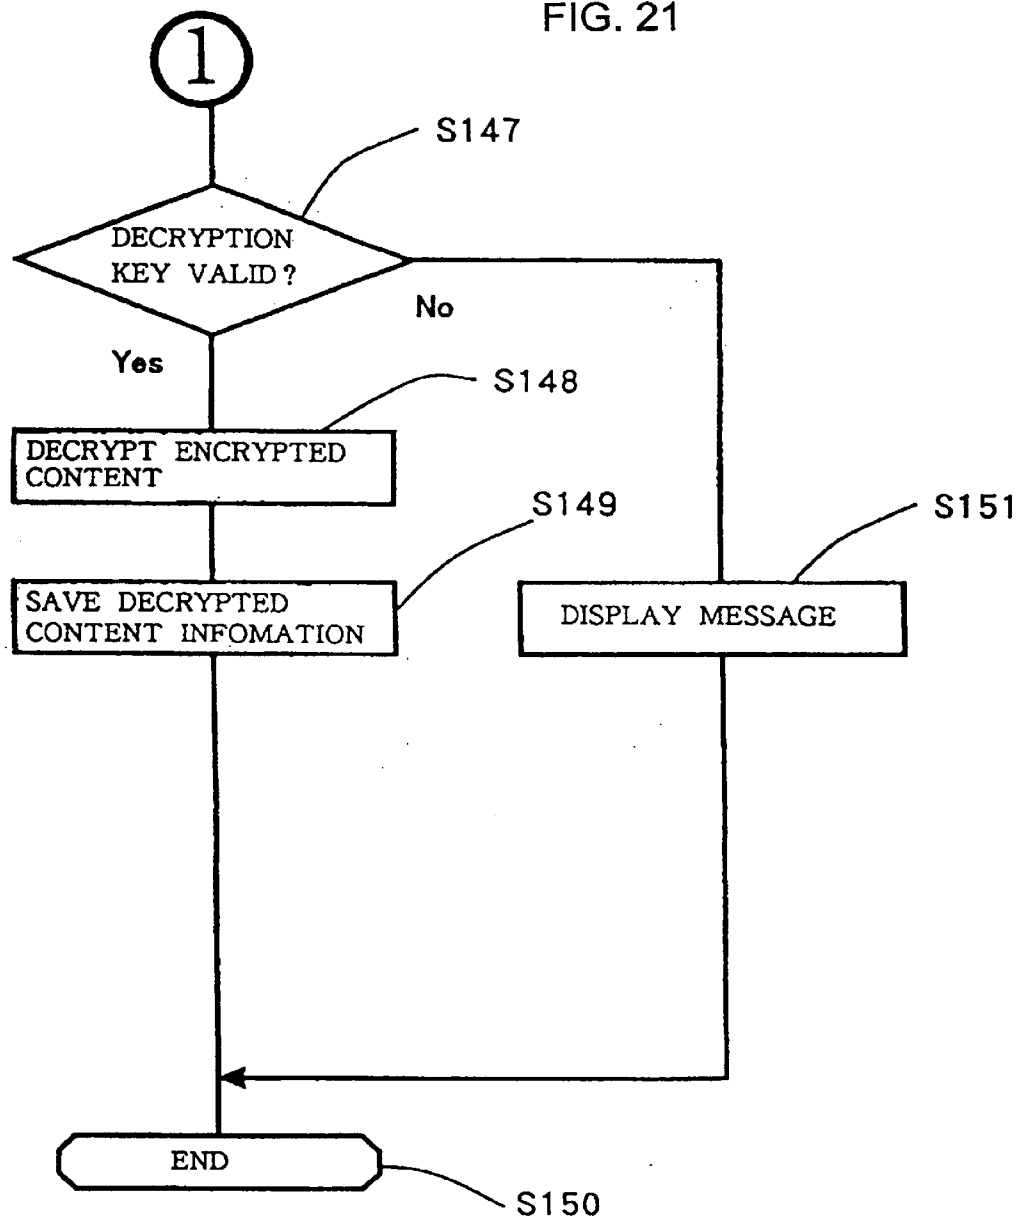 FIG. 21
1
S147
DECRYPTION
KEY VALID?
No
Yes
S148
DECRYPT ENCRYPTED
CONTENT
S149
S151
SAVE DECRYPTED
CONTENT INFOMATION
DISPLAY MESSAGE
END
S150